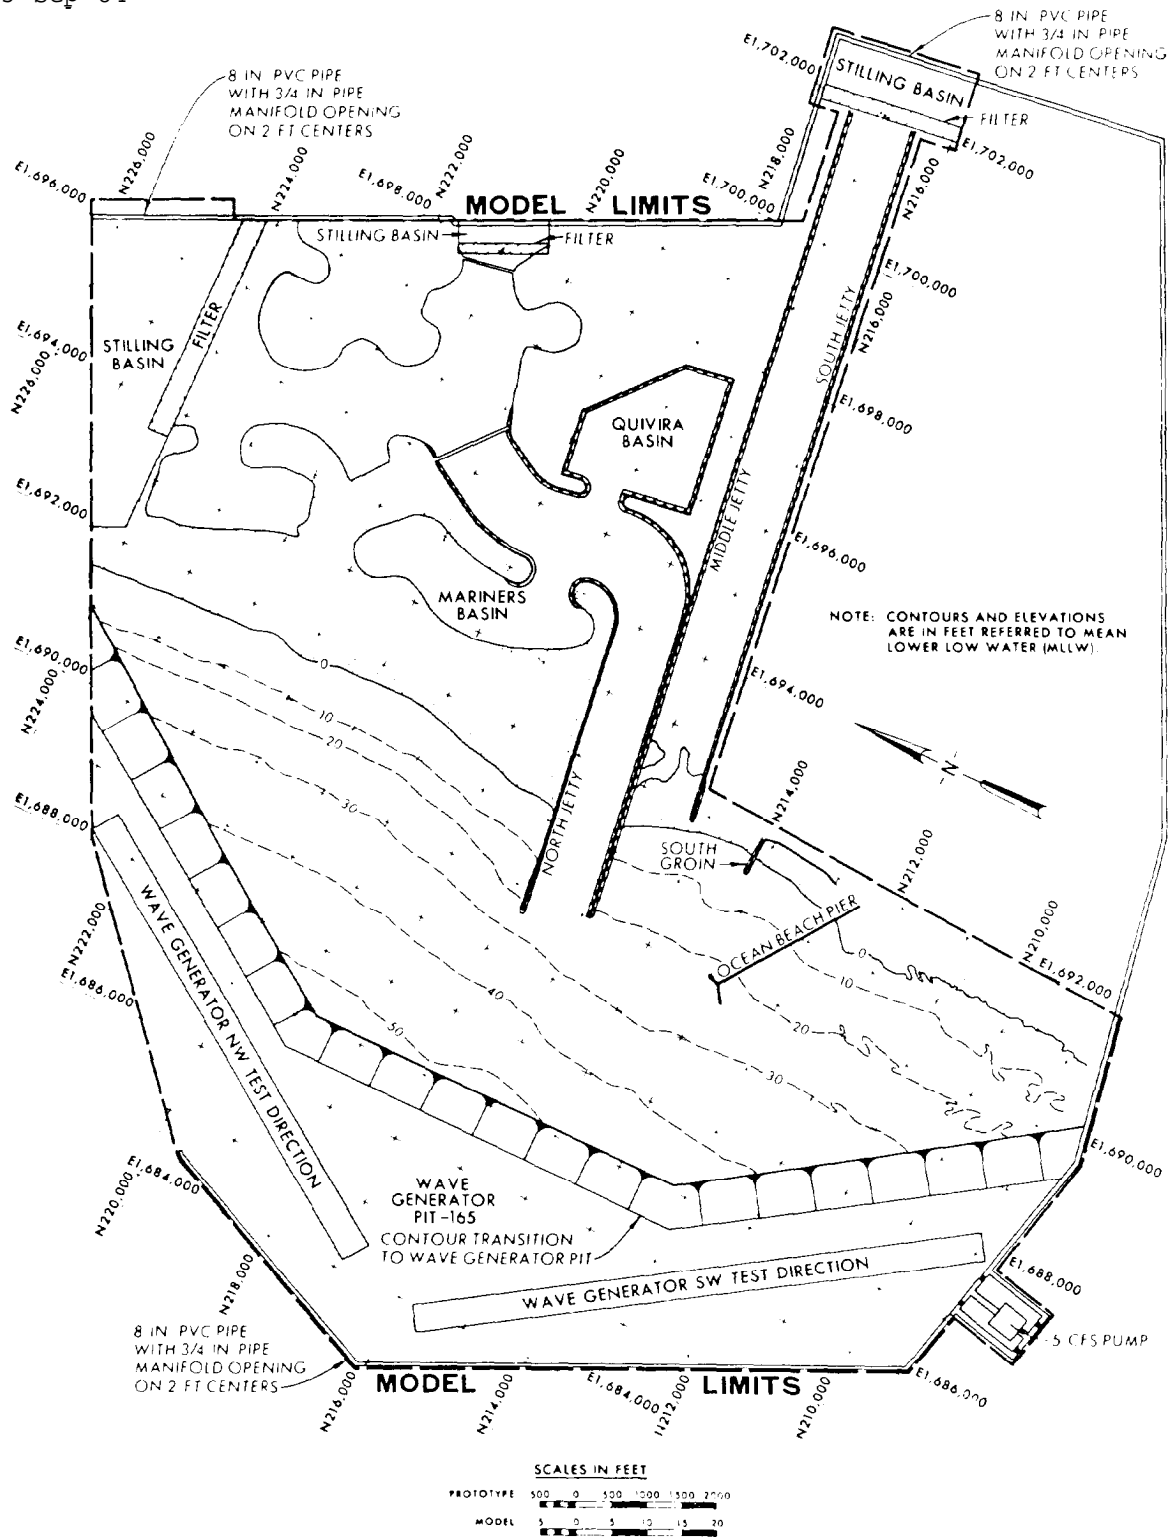 8 IN PVC PIPE
WITH 3/4 IN PIPE
MANIFOLD OPENING
ON 2 FT CENTERS
E1,702,000
STILLING BASIN
FILTER
E1,702,000
8 IN PVC PIPE
WITH 3/4 IN PIPE
MANIFOLD OPENING
ON 2 FT CENTERS
E1,696,000
N226,000
N224,000
E1,698,000
N222,000
MODEL LIMITS
N220,000
E1,700,000
N218,000
N216,000
STILLING BASIN
FILTER
E1,700,000
N216,000
SOUTH JETTY
FILTER
STILLING
BASIN
E1,694,000
N226,000
E1,698,000
QUIVIRA
BASIN
MIDDLE JETTY
E1,692,000
E1,696,000
MARINERS
BASIN
NOTE: CONTOURS AND ELEVATIONS
ARE IN FEET REFERRED TO MEAN
LOWER LOW WATER (MLLW).
E1,690,000
N224,000
0
10
20
30
E1,694,000
N
E1,688,000
NORTH JETTY
N214,000
SOUTH
GROIN
N212,000
OCEAN BEACH PIER
N210,000
E1,692,000
0
10
20
30
40
50
N222,000
E1,686,000
WAVE GENERATOR NW TEST DIRECTION
E1,684,000
N220,000
E1,690,000
WAVE
GENERATOR
PIT-165
CONTOUR TRANSITION
TO WAVE GENERATOR PIT
N218,000
WAVE GENERATOR SW TEST DIRECTION
E1,688,000
5 CFS PUMP
8 IN PVC PIPE
WITH 3/4 IN PIPE
MANIFOLD OPENING
ON 2 FT CENTERS
MODEL LIMITS
N216,000
N214,000
E1,684,000
N212,000
N210,000
E1,686,000
SCALES IN FEET
PROTOTYPE 500 0 500 1000 1500 2000
MODEL 5 0 5 10 15 20